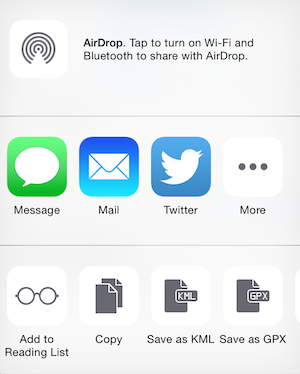 AirDrop. Tap to turn on Wi-Fi and
Bluetooth to share with AirDrop.
Message Mail Twitter More
KML GPX
Add to Reading List Copy Save as KML Save as GPX